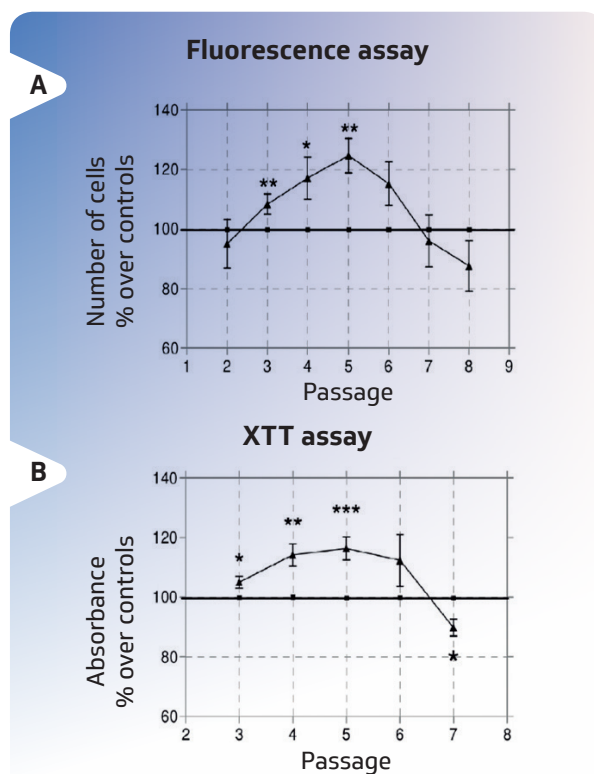 Fluorescence assay
A
140
120
100
80
60
Number of cells
% over controls
**
*
**
1 2 3 4 5 6 7 8 9
Passage
XTT assay
B
140
120
100
80
60
Absorbance
% over controls
*
**
***
*
2 3 4 5 6 7 8
Passage